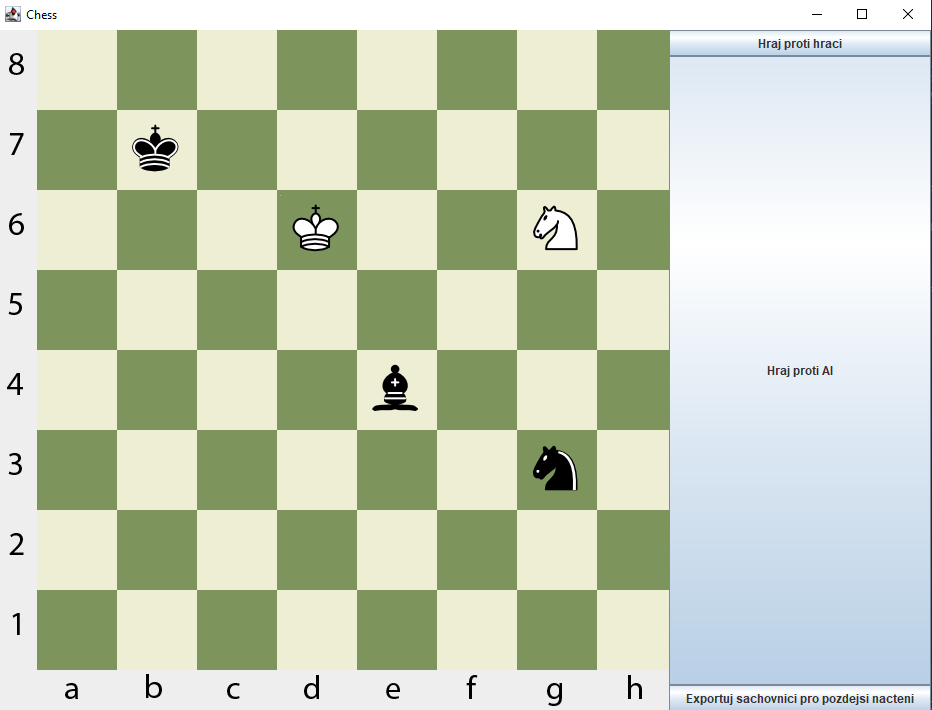 Chess
Hraj proti hraci
8
7
6
5
4
Hraj proti AI
3
2
1
a b c d e f g h
Exportuj sachovnici pro pozdejsi nacteni